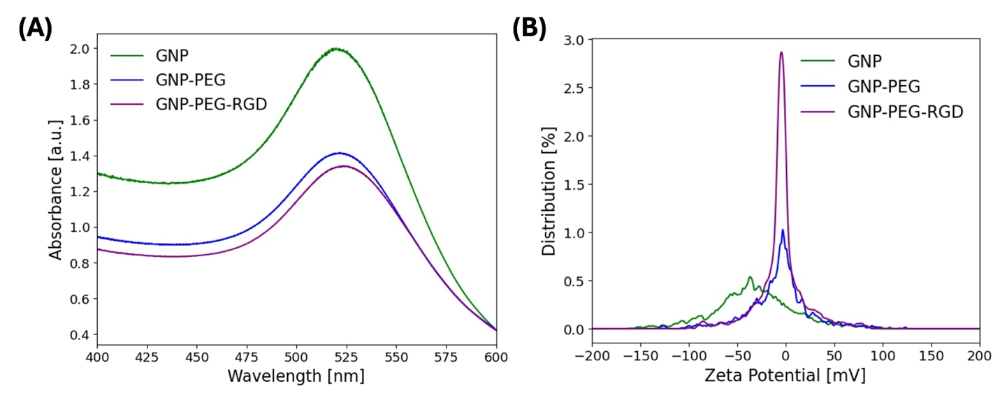 (A)
2.0
1.8
1.6
1.4
1.2
1.0
0.8
0.6
0.4
Absorbance [a.u.]
GNP
GNP-PEG
GNP-PEG-RGD
400 425 450 475 500 525 550 575 600
Wavelength [nm]
(B)
3.0
2.5
2.0
1.5
1.0
0.5
0.0
Distribution [%]
GNP
GNP-PEG
GNP-PEG-RGD
−200 −150 −100 −50 0 50 100 150 200
Zeta Potential [mV]